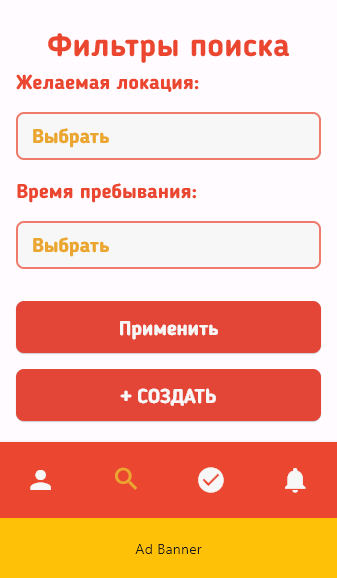 Фильтры поиска
Желаемая локация:
Выбрать
Время пребывания:
Выбрать
Применить
+ СОЗДАТЬ
Ad Banner